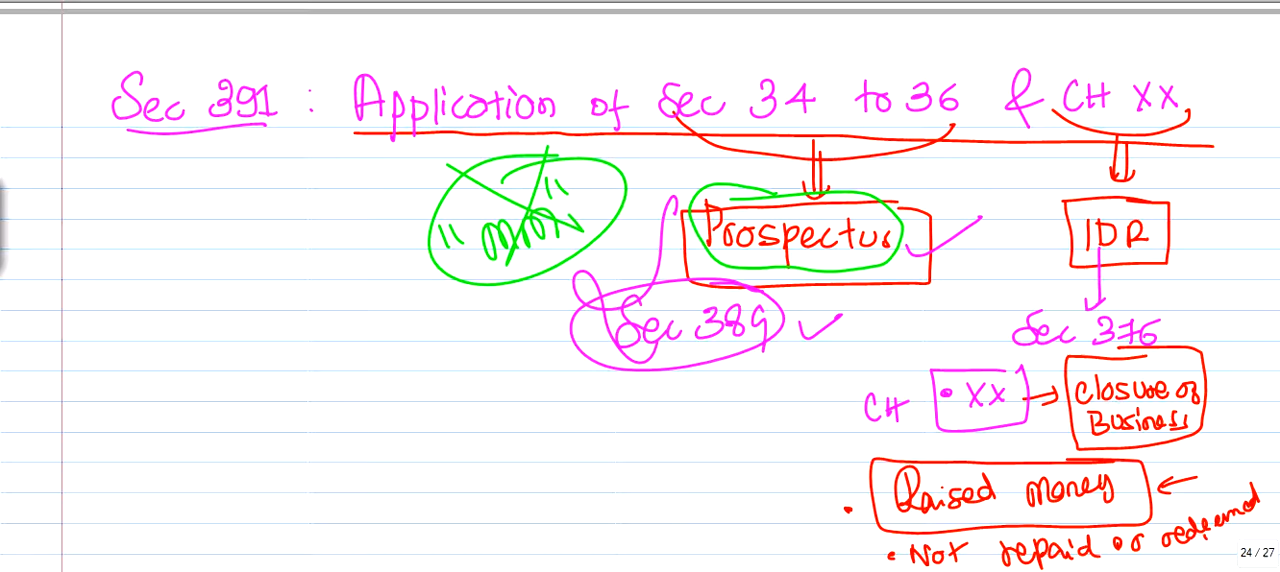 Sec 391 : Application of Sec 34 to 36 & CH XX
Prospectus
IDR
Sec 389
Sec 376
CH XX
Closure of
Business
Raised money
Not repaid or redeemed
24 / 27